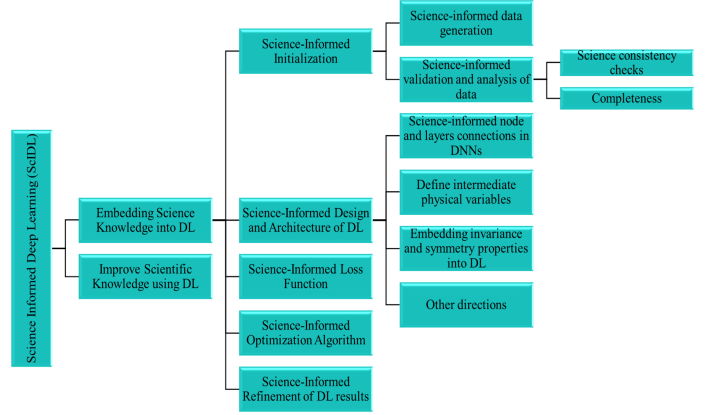 Science Informed Deep Learning (ScIDL)
Embedding Science
Knowledge into DL
Improve Scientific
Knowledge using DL
Science-Informed
Initialization
Science-Informed Design
and Architecture of DL
Science-Informed Loss
Function
Science-Informed
Optimization Algorithm
Science-Informed
Refinement of DL results
Science-informed data
generation
Science-informed
validation and analysis of
data
Science-informed node
and layers connections in
DNNs
Define intermediate
physical variables
Embedding invariance
and symmetry properties
into DL
Other directions
Science consistency
checks
Completeness